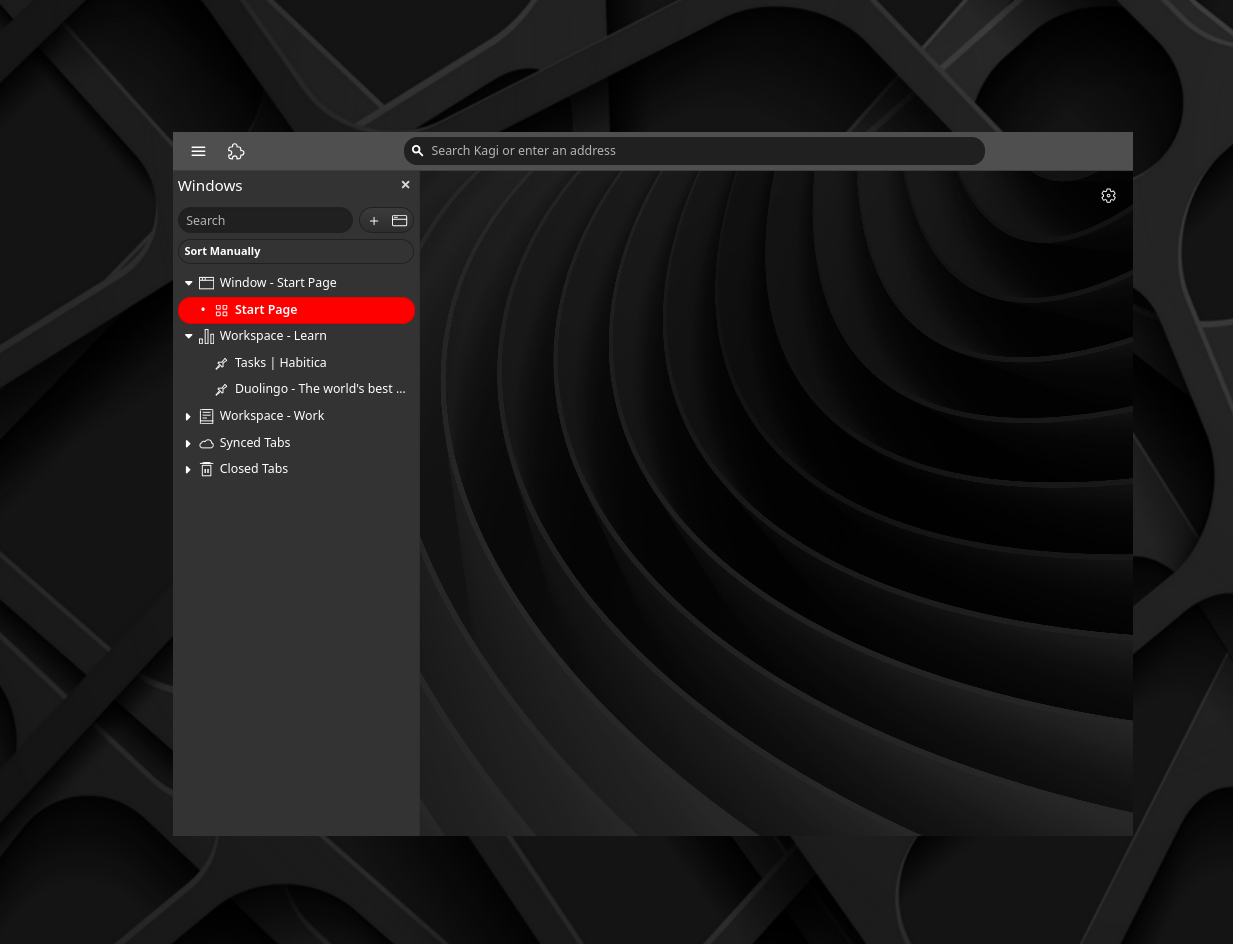 Search Kagi or enter an address
Windows
Search
Sort Manually
Window - Start Page
Start Page
Workspace - Learn
Tasks | Habitica
Duolingo - The world's best ...
Workspace - Work
Synced Tabs
Closed Tabs